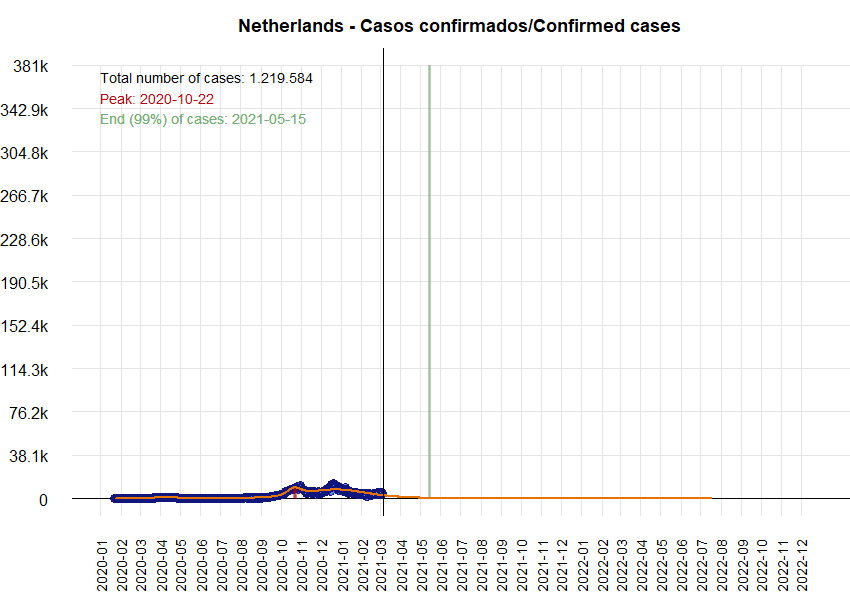 Netherlands - Casos confirmados/Confirmed cases
381k
342.9k
304.8k
266.7k
228.6k
190.5k
152.4k
114.3k
76.2k
38.1k
0
Total number of cases: 1.219.584
Peak: 2020-10-22
End (99%) of cases: 2021-05-15
2020-01
2020-02
2020-03
2020-04
2020-05
2020-06
2020-07
2020-08
2020-09
2020-10
2020-11
2020-12
2021-01
2021-02
2021-03
2021-04
2021-05
2021-06
2021-07
2021-08
2021-09
2021-10
2021-11
2021-12
2022-01
2022-02
2022-03
2022-04
2022-05
2022-06
2022-07
2022-08
2022-09
2022-10
2022-11
2022-12